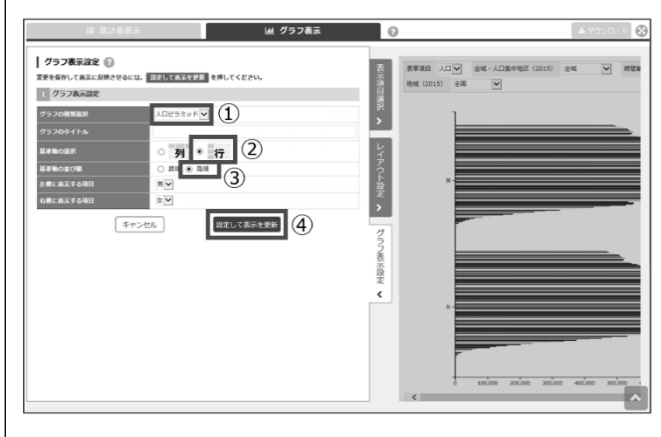 統計表表示
グラフ表示
?
ダウンロード
グラフ表示設定 ?
変更を保存して表示に反映させるには、設定して表示を更新 を押してください。
1 グラフ表示設定
グラフの種類選択 人口ピラミッド ①
グラフのタイトル
基準軸の選択 列 行 ②
基準軸の並び順 昇順 降順 ③
左側に表示する項目 男
右側に表示する項目 女
キャンセル 設定して表示を更新 ④
表示項目選択
レイアウト設定
グラフ表示設定
表章項目 人口 全域・人口集中地区(2015) 全域 時間軸
地域(2015) 全国
男
女
0 100,000 200,000 300,000 400,000 500,000